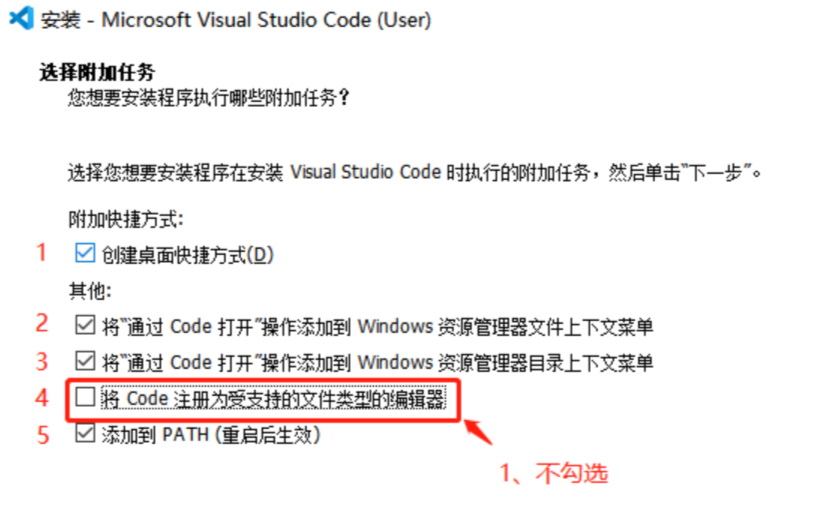 安装 - Microsoft Visual Studio Code (User)
选择附加任务
您想要安装程序执行哪些附加任务?
选择您想要安装程序在安装 Visual Studio Code 时执行的附加任务，然后单击"下一步"。
附加快捷方式:
1 创建桌面快捷方式(D)
其他:
2 将"通过 Code 打开"操作添加到 Windows 资源管理器文件上下文菜单
3 将"通过 Code 打开"操作添加到 Windows 资源管理器目录上下文菜单
4 将 Code 注册为受支持的文件类型的编辑器
5 添加到 PATH (重启后生效)
1、不勾选